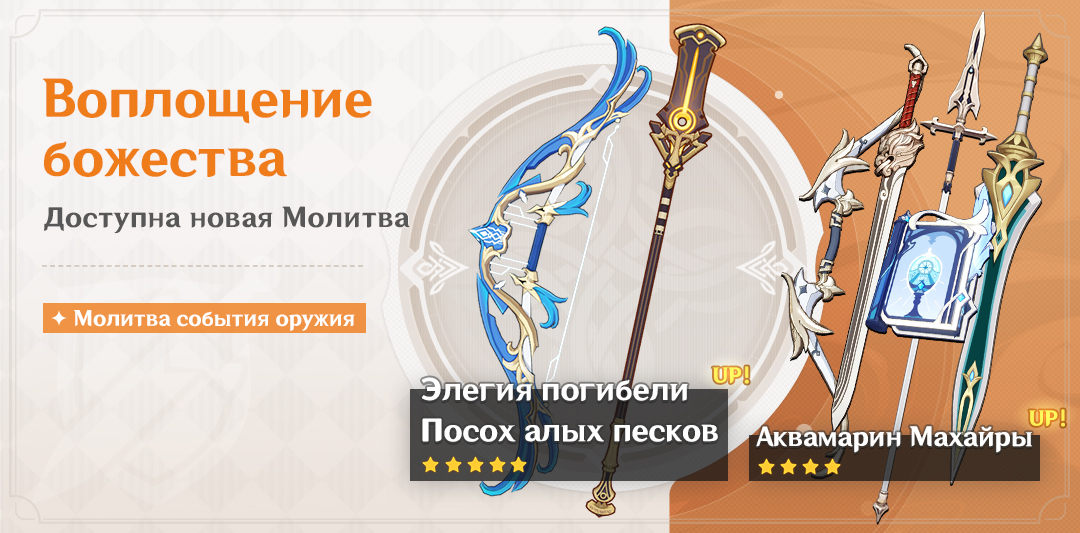 Воплощение
божества
Доступна новая Молитва
✦ Молитва события оружия
UP!
Элегия погибели
Посох алых песков
UP!
Аквамарин Махайры